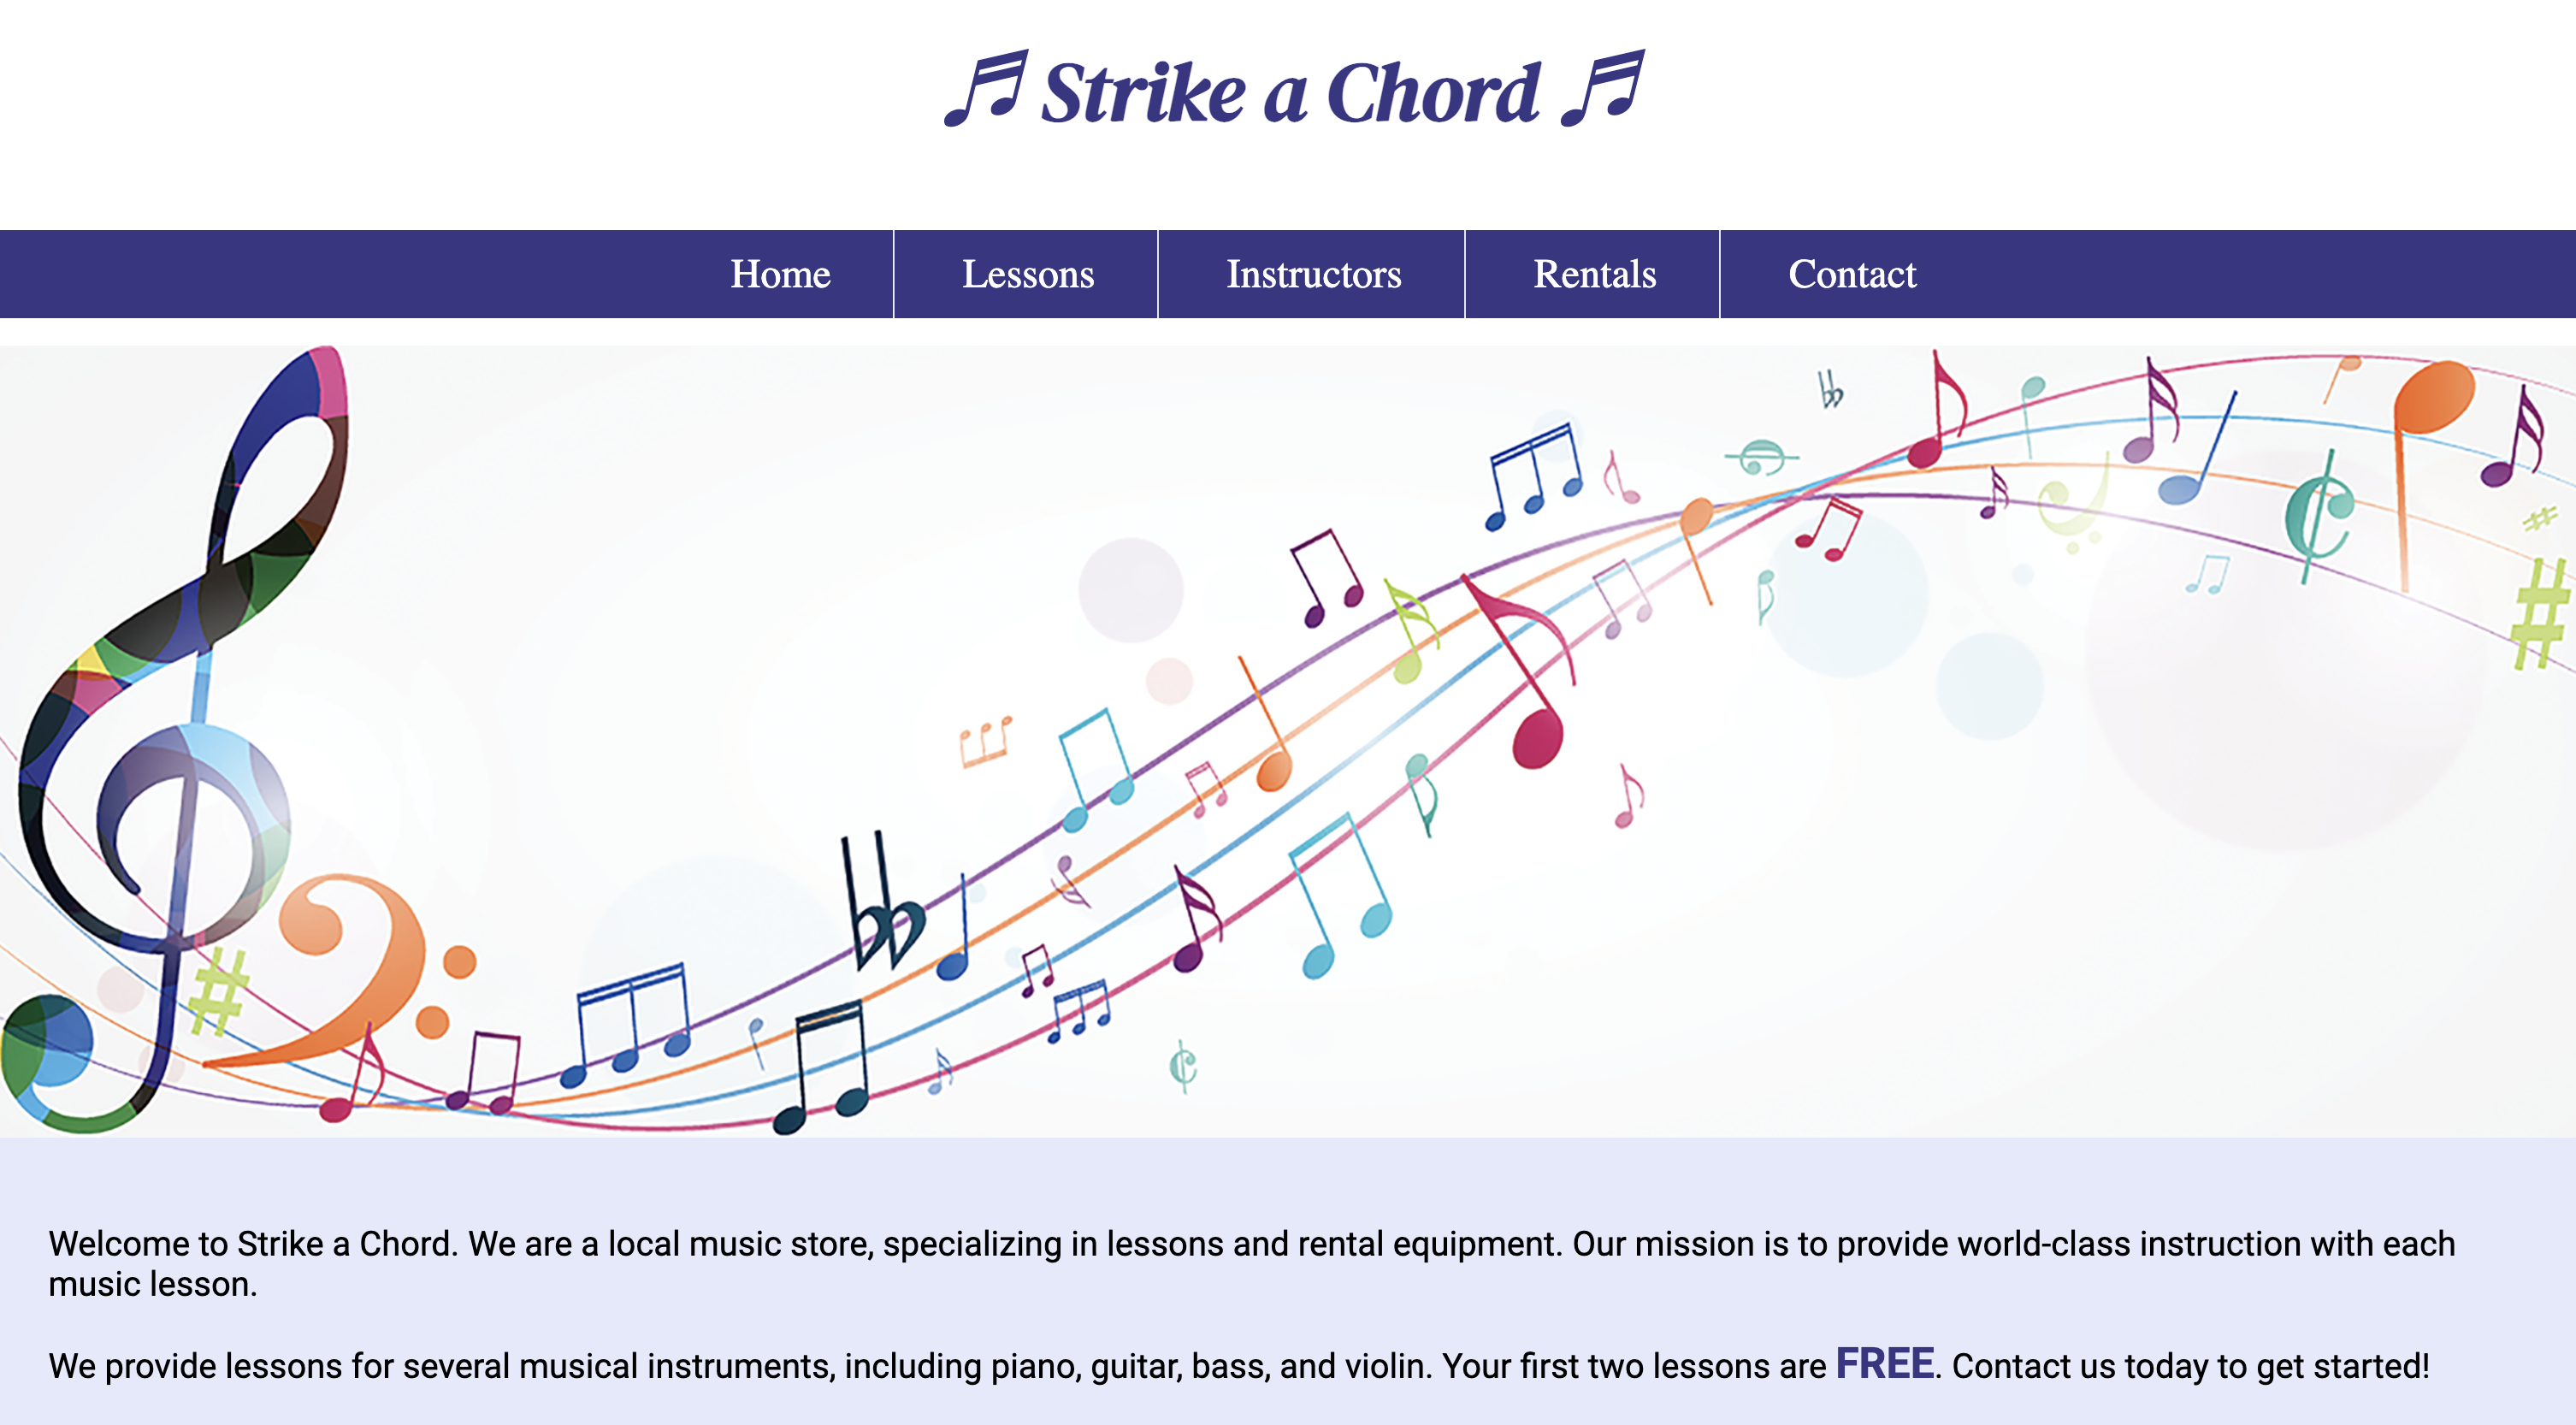 Strike a Chord
Home Lessons Instructors Rentals Contact
Welcome to Strike a Chord. We are a local music store, specializing in lessons and rental equipment. Our mission is to provide world-class instruction with each
music lesson.
We provide lessons for several musical instruments, including piano, guitar, bass, and violin. Your first two lessons are FREE. Contact us today to get started!